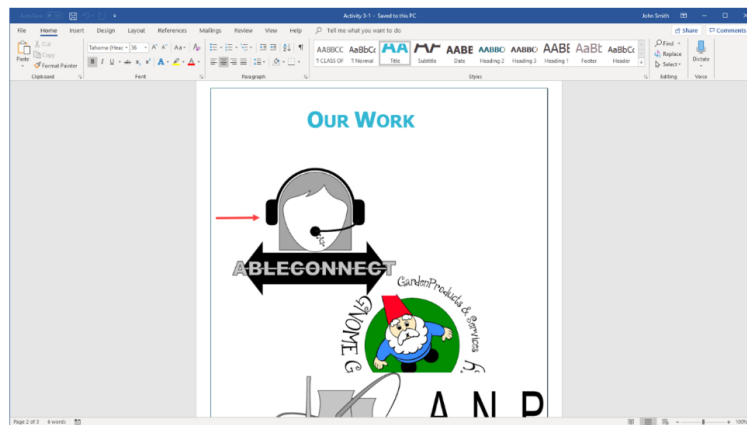 AutoSave
Activity 3-1 - Saved to this PC
John Smith
File Home Insert Design Layout References Mailings Review View Help Tell me what you want to do
Share Comments
Paste
Cut
Copy
Format Painter
Clipboard
Tahoma (Heac 36
Font
Paragraph
AABBCC AaBbCc AA AABE AABBC AABBC AABE AaBt AaBbCc
Title Subtitle Date Heading 2 Heading 3 Heading 1 Footer Header
Styles
Find
Replace
Select
Editing
Dictate
Voice
OUR WORK
ABLECONNECT
GardenProducts & Services
GNOME G
A N P
Page 2 of 3 6 words
100%